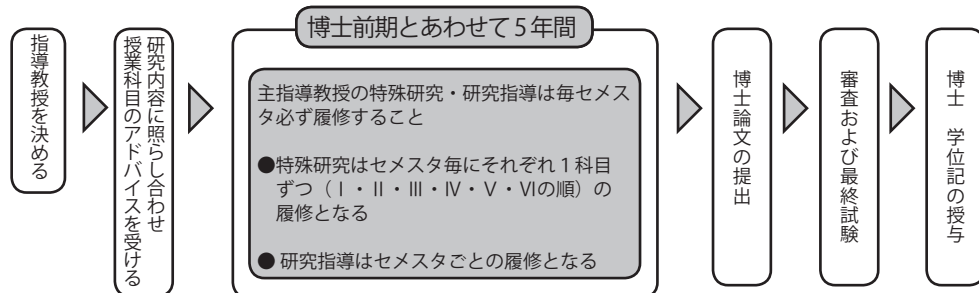 指導教授を決める
研究内容に照らし合わせ
授業科目のアドバイスを受ける
博士前期とあわせて５年間
主指導教授の特殊研究・研究指導は毎セメス
タ必ず履修すること
●特殊研究はセメスタ毎にそれぞれ１科目
ずつ（Ⅰ・Ⅱ・Ⅲ・Ⅳ・Ⅴ・Ⅵの順）の
履修となる
● 研究指導はセメスタごとの履修となる
博士論文の提出
審査および最終試験
博士　学位記の授与